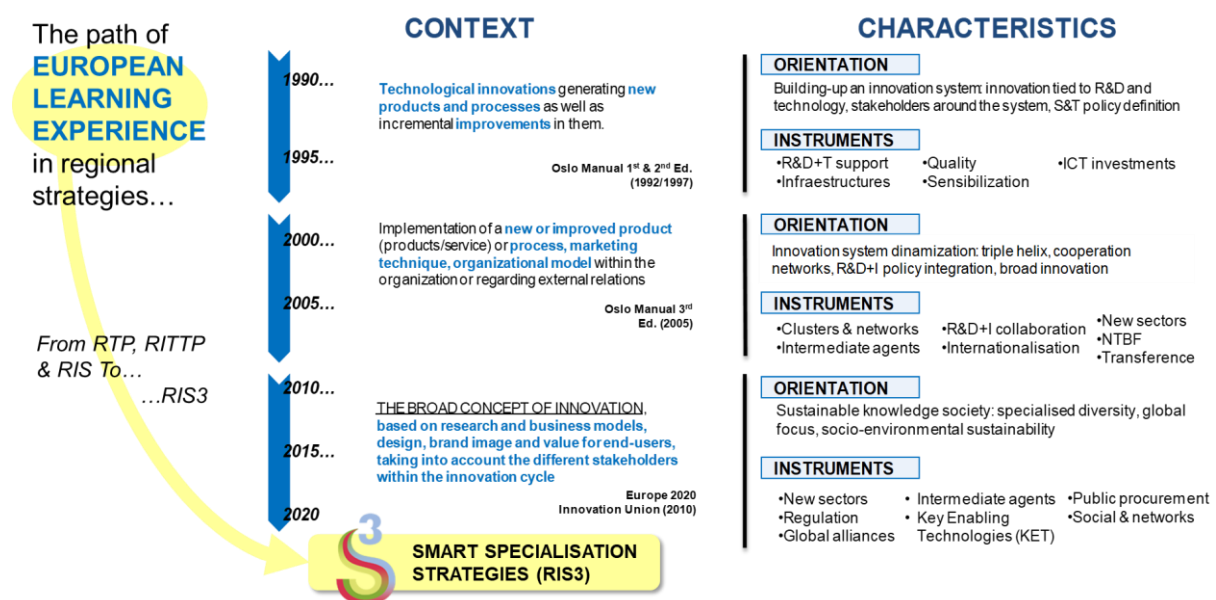 The path of
EUROPEAN
LEARNING
EXPERIENCE
in regional
strategies…
From RTP, RITTP
& RIS To…
…RIS3
CONTEXT
1990…
Technological innovations generating new
products and processes as well as
incremental improvements in them.
1995…
Oslo Manual 1st & 2nd Ed.
(1992/1997)
2000…
Implementation of a new or improved product
(products/service) or process, marketing
technique, organizational model within the
organization or regarding external relations
2005…
Oslo Manual 3rd
Ed. (2005)
2010…
THE BROAD CONCEPT OF INNOVATION,
based on research and business models,
design, brand image and value for end-users,
taking into account the different stakeholders
within the innovation cycle
2015…
Europe 2020
Innovation Union (2010)
2020
S3
SMART SPECIALISATION
STRATEGIES (RIS3)
CHARACTERISTICS
ORIENTATION
Building-up an innovation system: innovation tied to R&D and
technology, stakeholders around the system, S&T policy definition
INSTRUMENTS
•R&D+T support
•Infraestructures
•Quality
•Sensibilization
•ICT investments
ORIENTATION
Innovation system dinamization: triple helix, cooperation
networks, R&D+I policy integration, broad innovation
INSTRUMENTS
•Clusters & networks
•Intermediate agents
•R&D+I collaboration
•Internationalisation
•New sectors
•NTBF
•Transference
ORIENTATION
Sustainable knowledge society: specialised diversity, global
focus, socio-environmental sustainability
INSTRUMENTS
•New sectors
•Regulation
•Global alliances
• Intermediate agents
• Key Enabling
Technologies (KET)
•Public procurement
•Social & networks